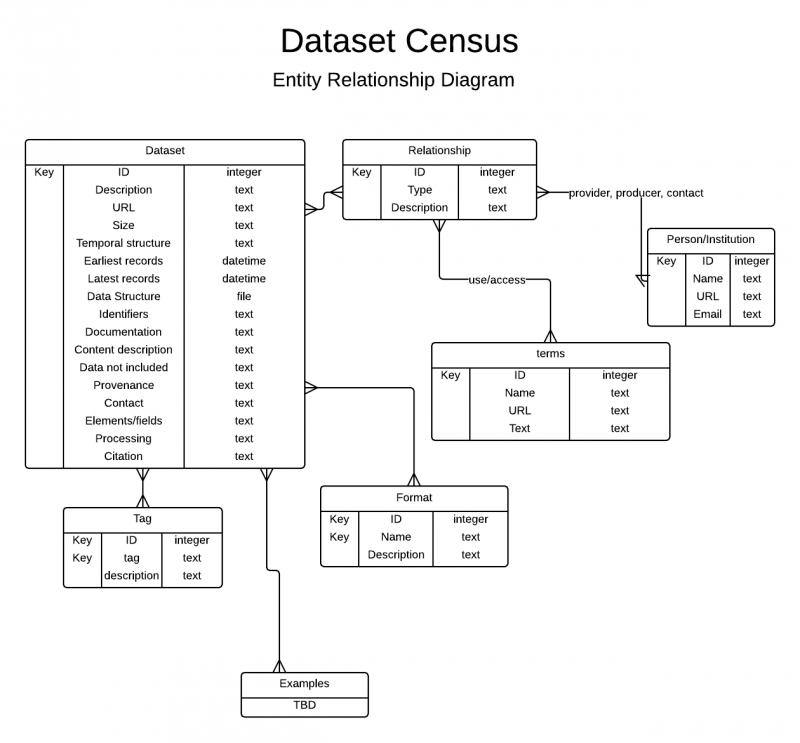 Dataset Census
Entity Relationship Diagram
Dataset
Key ID integer
Description text
URL text
Size text
Temporal structure text
Earliest records datetime
Latest records datetime
Data Structure file
Identifiers text
Documentation text
Content description text
Data not included text
Provenance text
Contact text
Elements/fields text
Processing text
Citation text
Relationship
Key ID integer
Type text
Description text
provider, producer, contact
Person/Institution
Key ID integer
Name text
URL text
Email text
use/access
terms
Key ID integer
Name text
URL text
Text text
Format
Key ID integer
Key Name text
Description text
Tag
Key ID integer
Key tag text
description text
Examples
TBD